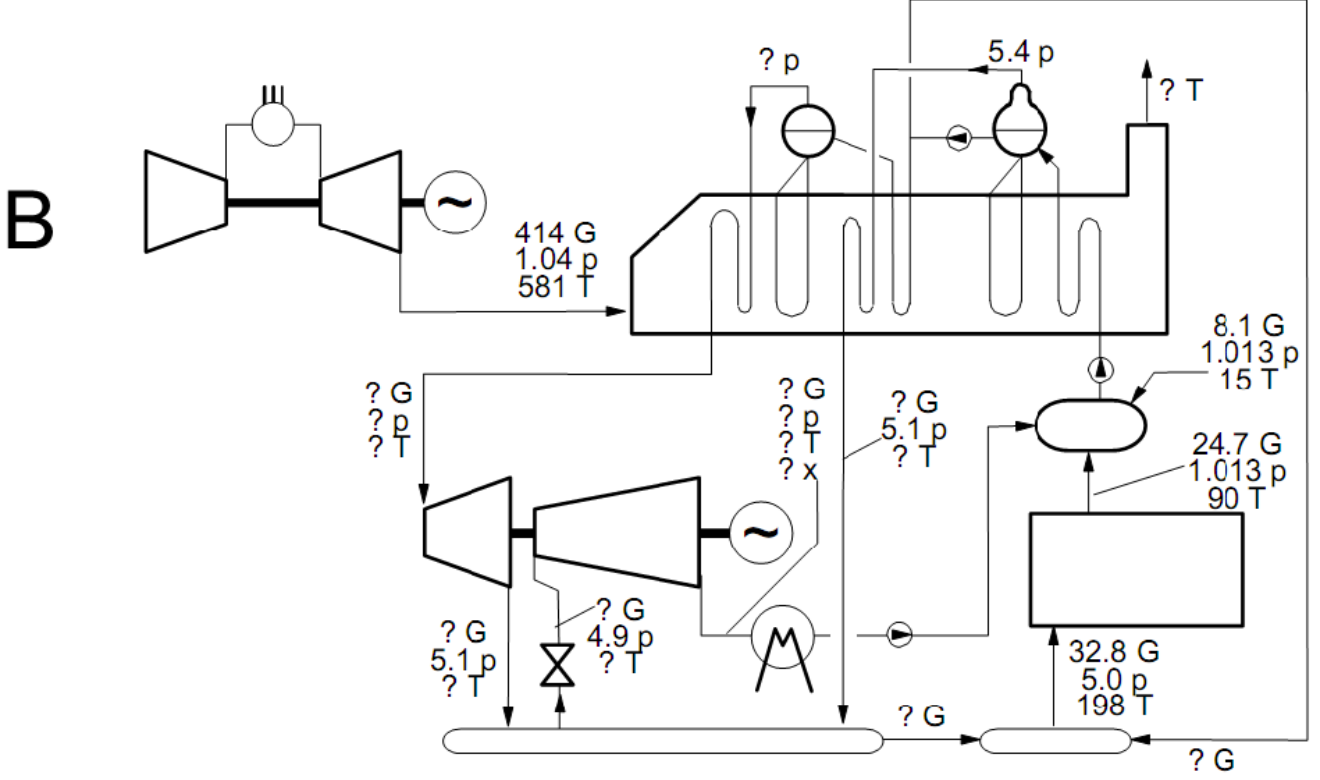 ? p
5.4 p
? T
B
~
414 G
1.04 p
581 T
8.1 G
1.013 p
15 T
? G
? p
? T
? G
? p
? T
? x
? G
5.1 p
? T
24.7 G
1.013 p
90 T
~
? G
4.9 p
? T
? G
5.1 p
? T
32.8 G
5.0 p
198 T
? G
? G